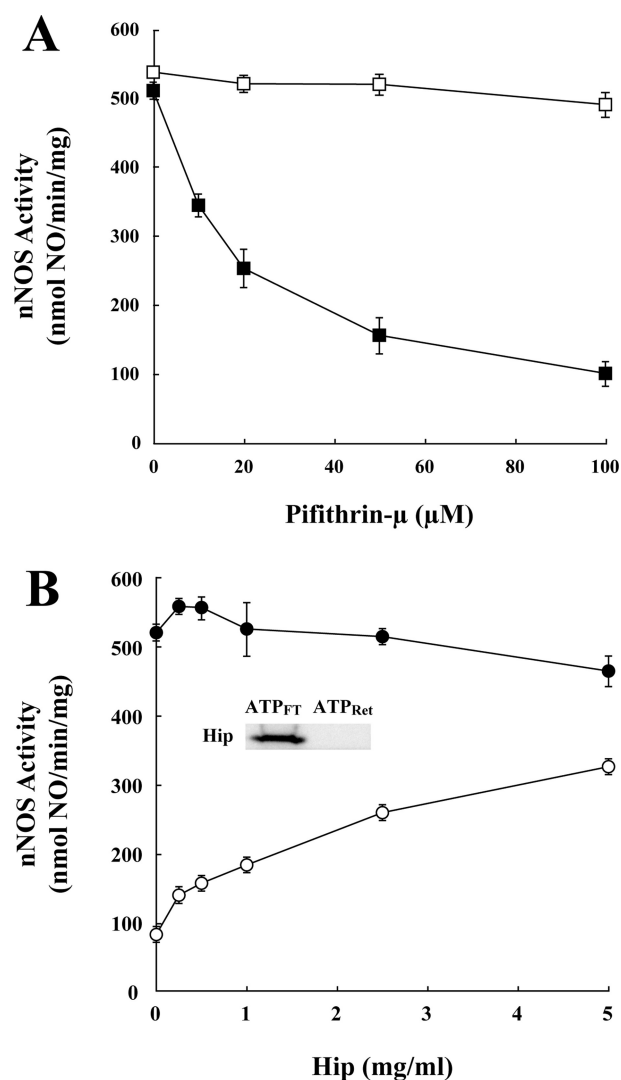 A
600
500
400
300
200
100
0
nNOS Activity
(nmol NO/min/mg)
0 20 40 60 80 100
Pifithrin-μ (μM)
B
600
500
400
300
200
100
0
nNOS Activity
(nmol NO/min/mg)
ATPFT ATPRet
Hip
0 1 2 3 4 5
Hip (mg/ml)